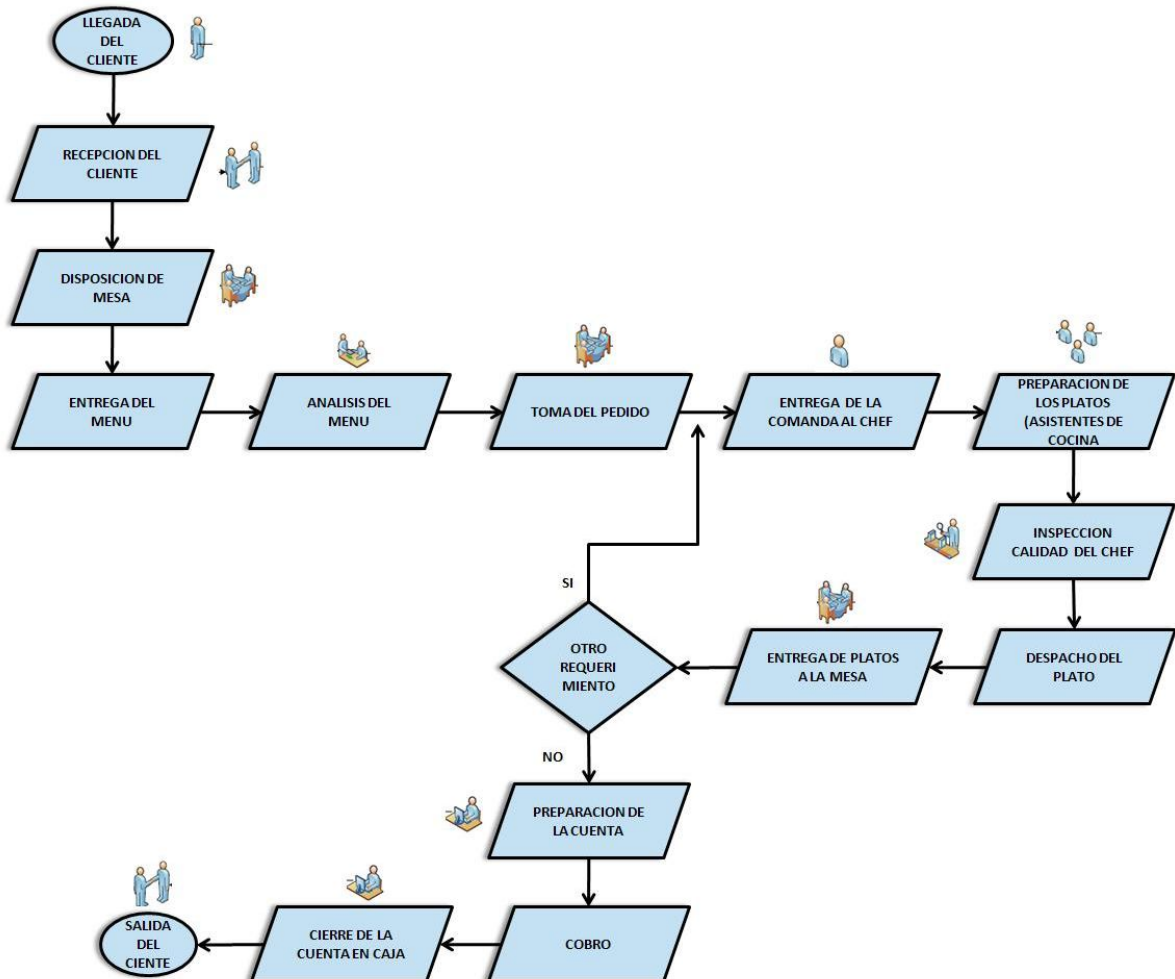 LLEGADA
DEL
CLIENTE
RECEPCION DEL
CLIENTE
DISPOSICION DE
MESA
ENTREGA DEL
MENU
ANALISIS DEL
MENU
TOMA DEL PEDIDO
ENTREGA DE LA
COMANDA AL CHEF
PREPARACION DE
LOS PLATOS
(ASISTENTES DE
COCINA
INSPECCION
CALIDAD DEL CHEF
DESPACHO DEL
PLATO
ENTREGA DE PLATOS
A LA MESA
OTRO
REQUERI
MIENTO
SI
NO
PREPARACION DE
LA CUENTA
COBRO
CIERRE DE LA
CUENTA EN CAJA
SALIDA
DEL
CIENTE